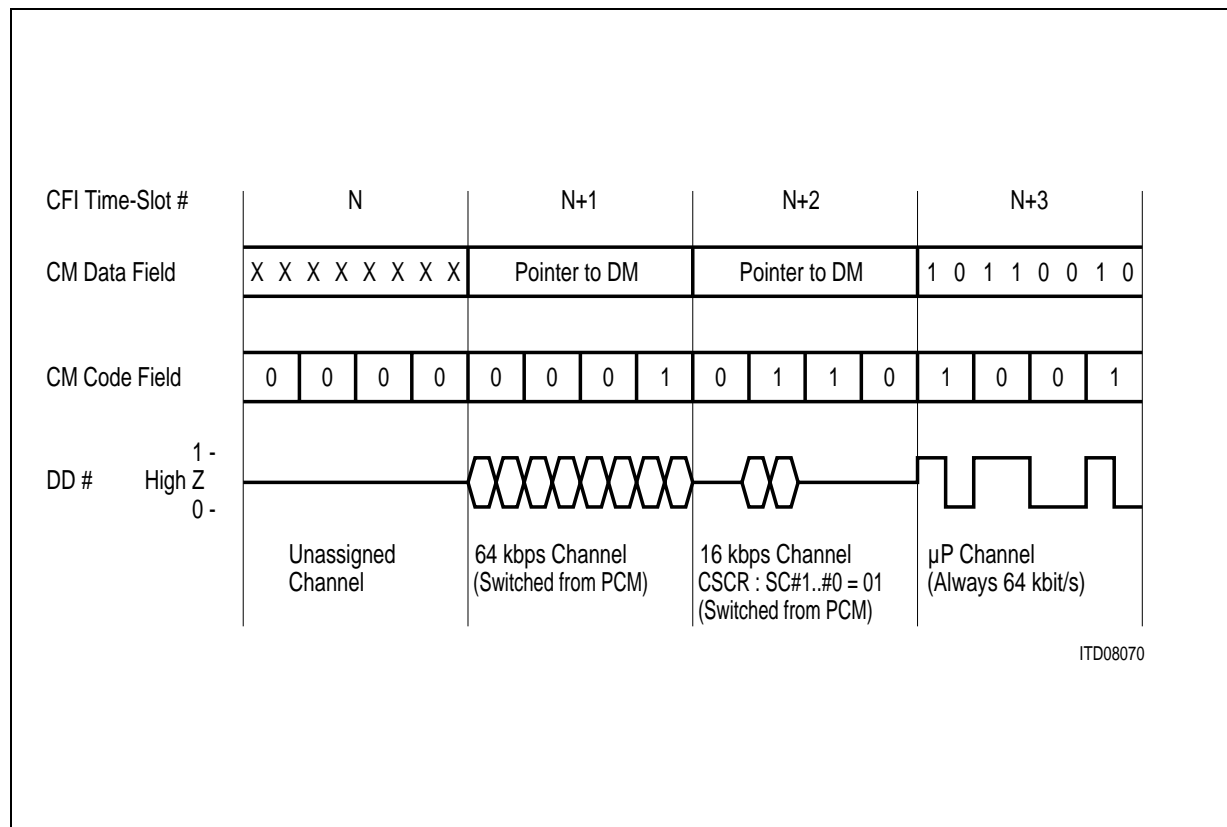 CFI Time-Slot # N N+1 N+2 N+3
CM Data Field X X X X X X X X Pointer to DM Pointer to DM 1 0 1 1 0 0 1 0
CM Code Field 0 0 0 0 0 0 0 1 0 1 1 0 1 0 0 1
1 -
DD # High Z
0 -
Unassigned
Channel
64 kbps Channel
(Switched from PCM)
16 kbps Channel
CSCR : SC#1..#0 = 01
(Switched from PCM)
µP Channel
(Always 64 kbit/s)
ITD08070